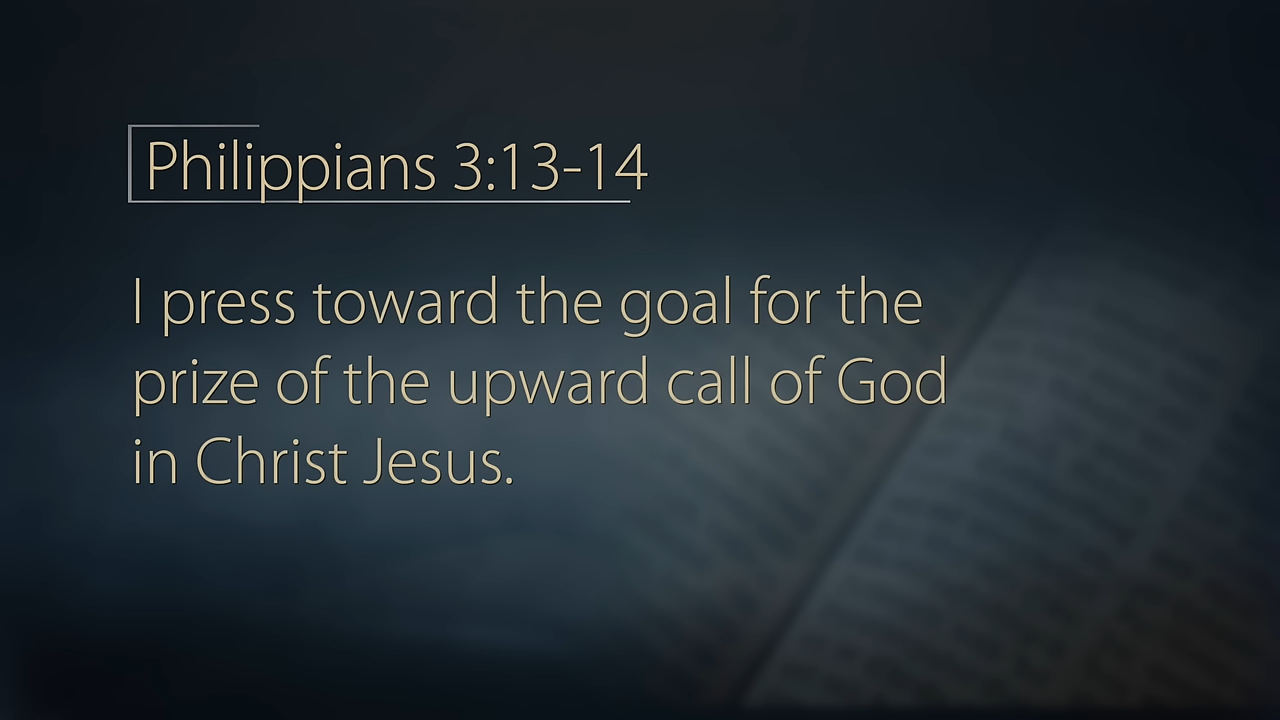 Philippians 3:13-14
I press toward the goal for the
prize of the upward call of God
in Christ Jesus.